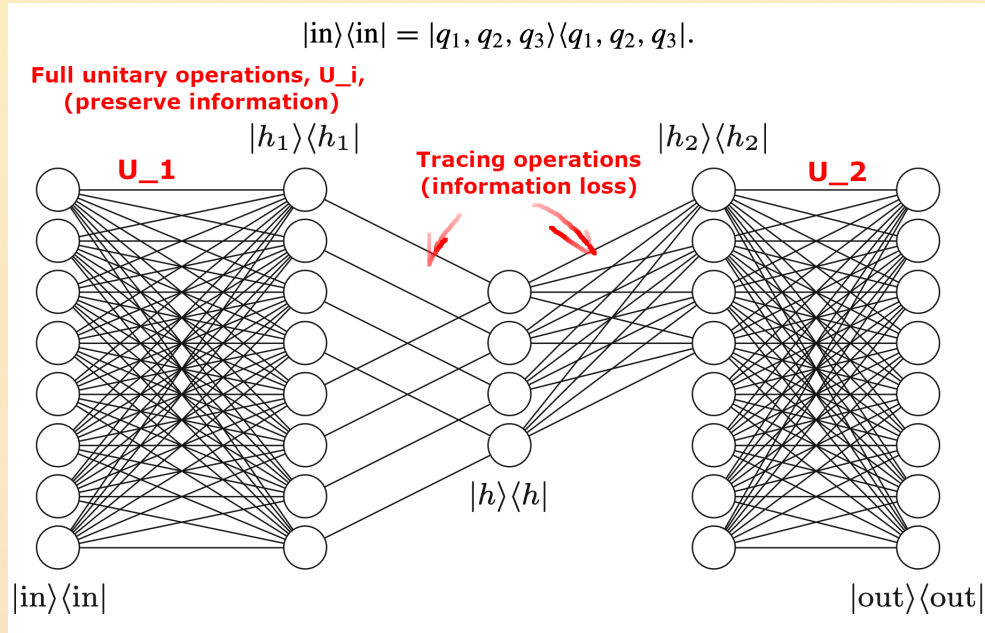 |in⟩⟨in| = |q₁, q₂, q₃⟩⟨q₁, q₂, q₃|.
Full unitary operations, U_i,
(preserve information)
|h₁⟩⟨h₁|
|h₂⟩⟨h₂|
U_1
Tracing operations
(information loss)
U_2
|h⟩⟨h|
|in⟩⟨in|
|out⟩⟨out|